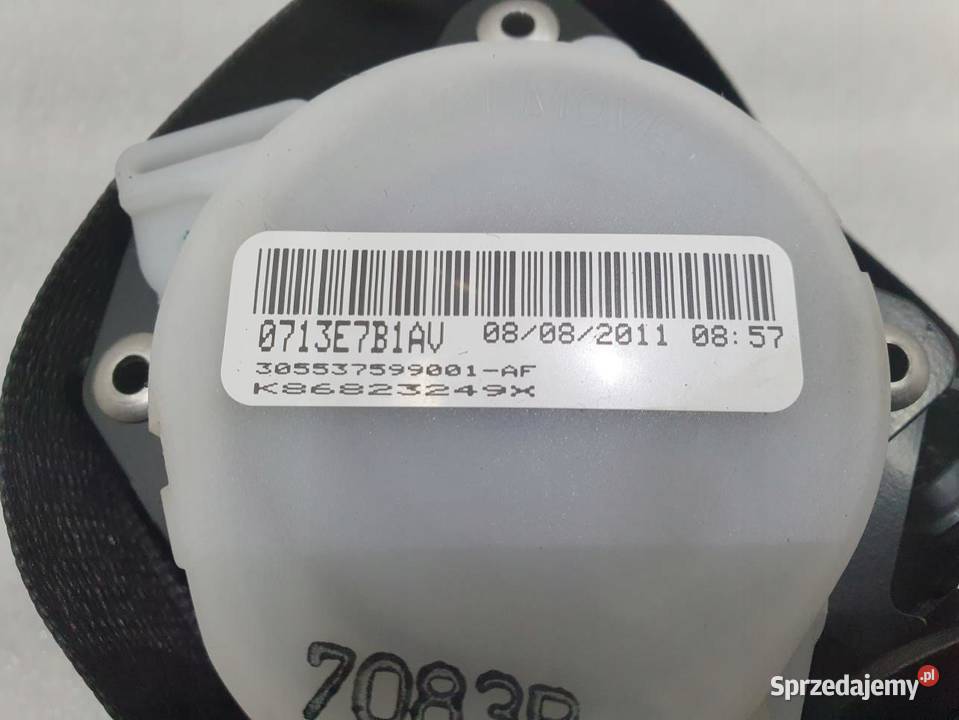 0713E7B1AV 08/08/2011 08:57
305537599001-AF
K86823249X
Sprzedajemy.pl